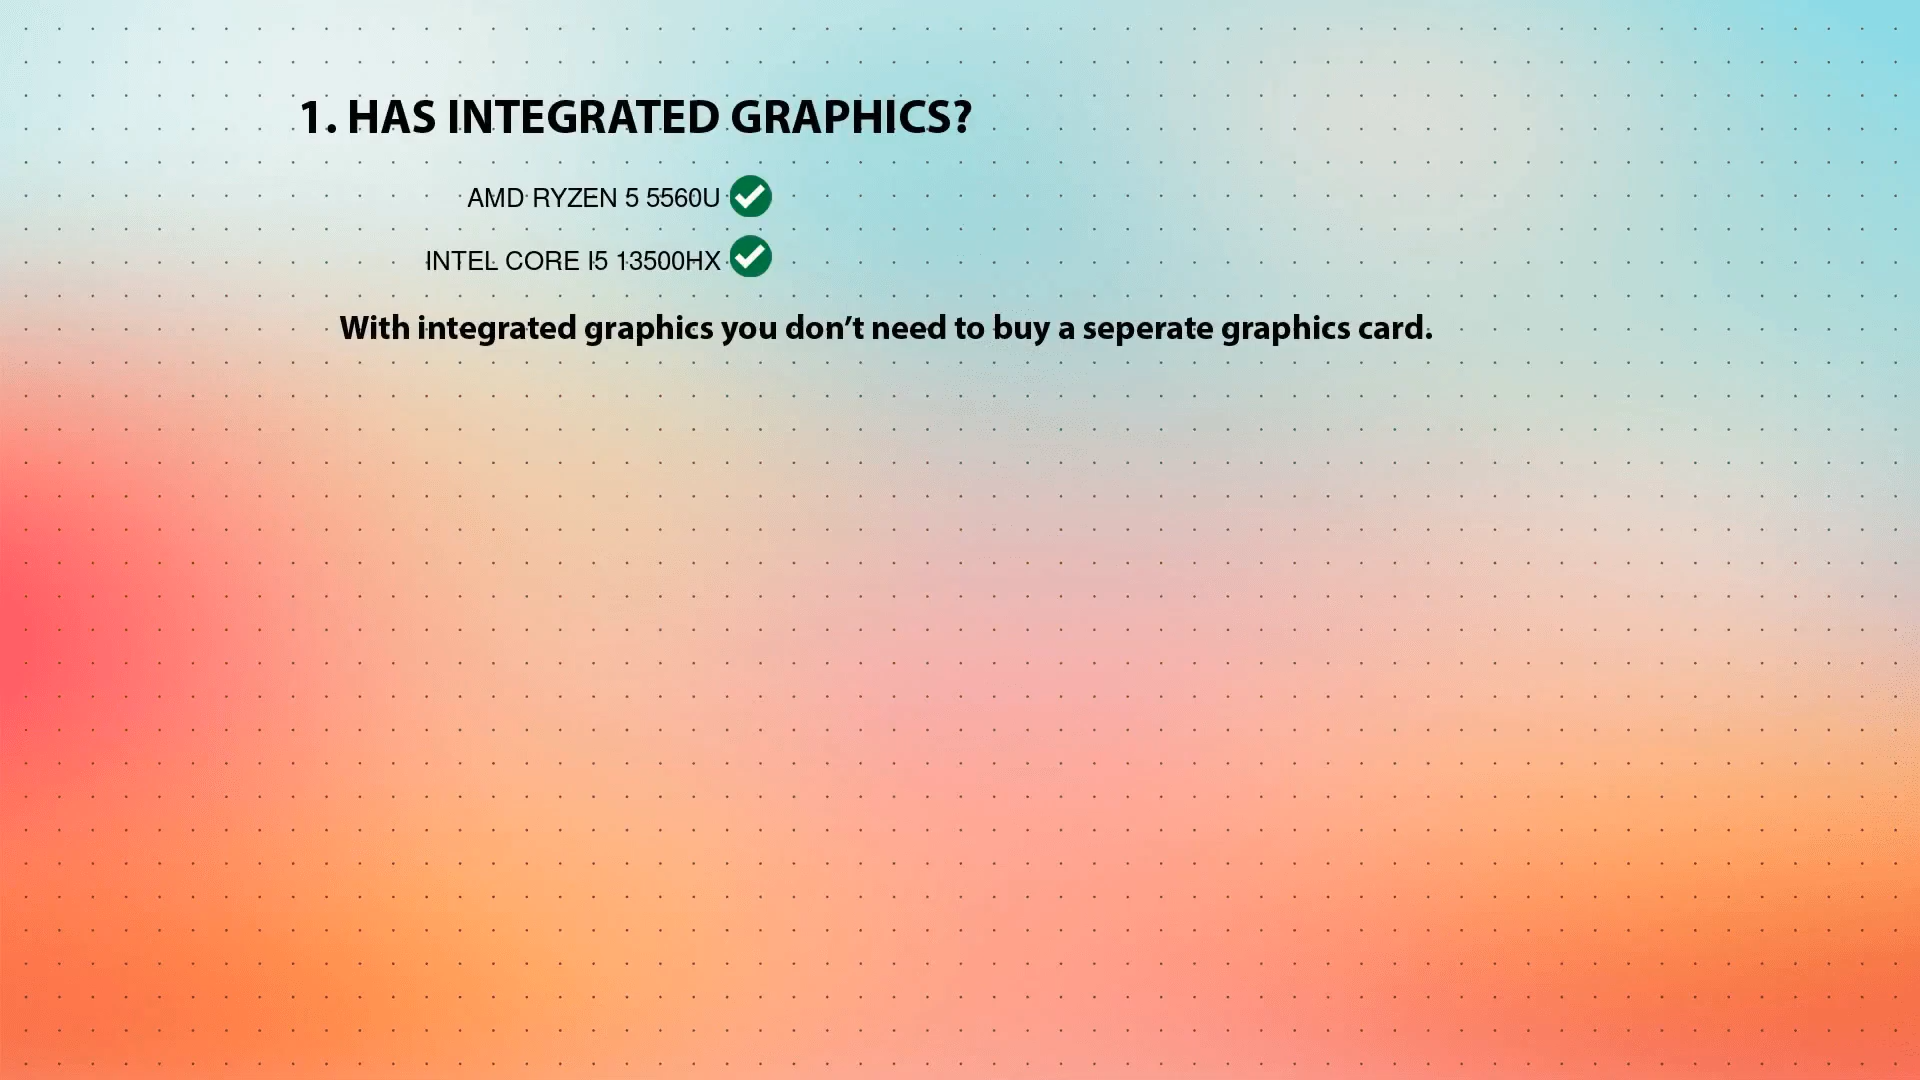 1. HAS INTEGRATED GRAPHICS?
AMD RYZEN 5 5560U
INTEL CORE I5 13500HX
With integrated graphics you don’t need to buy a seperate graphics card.